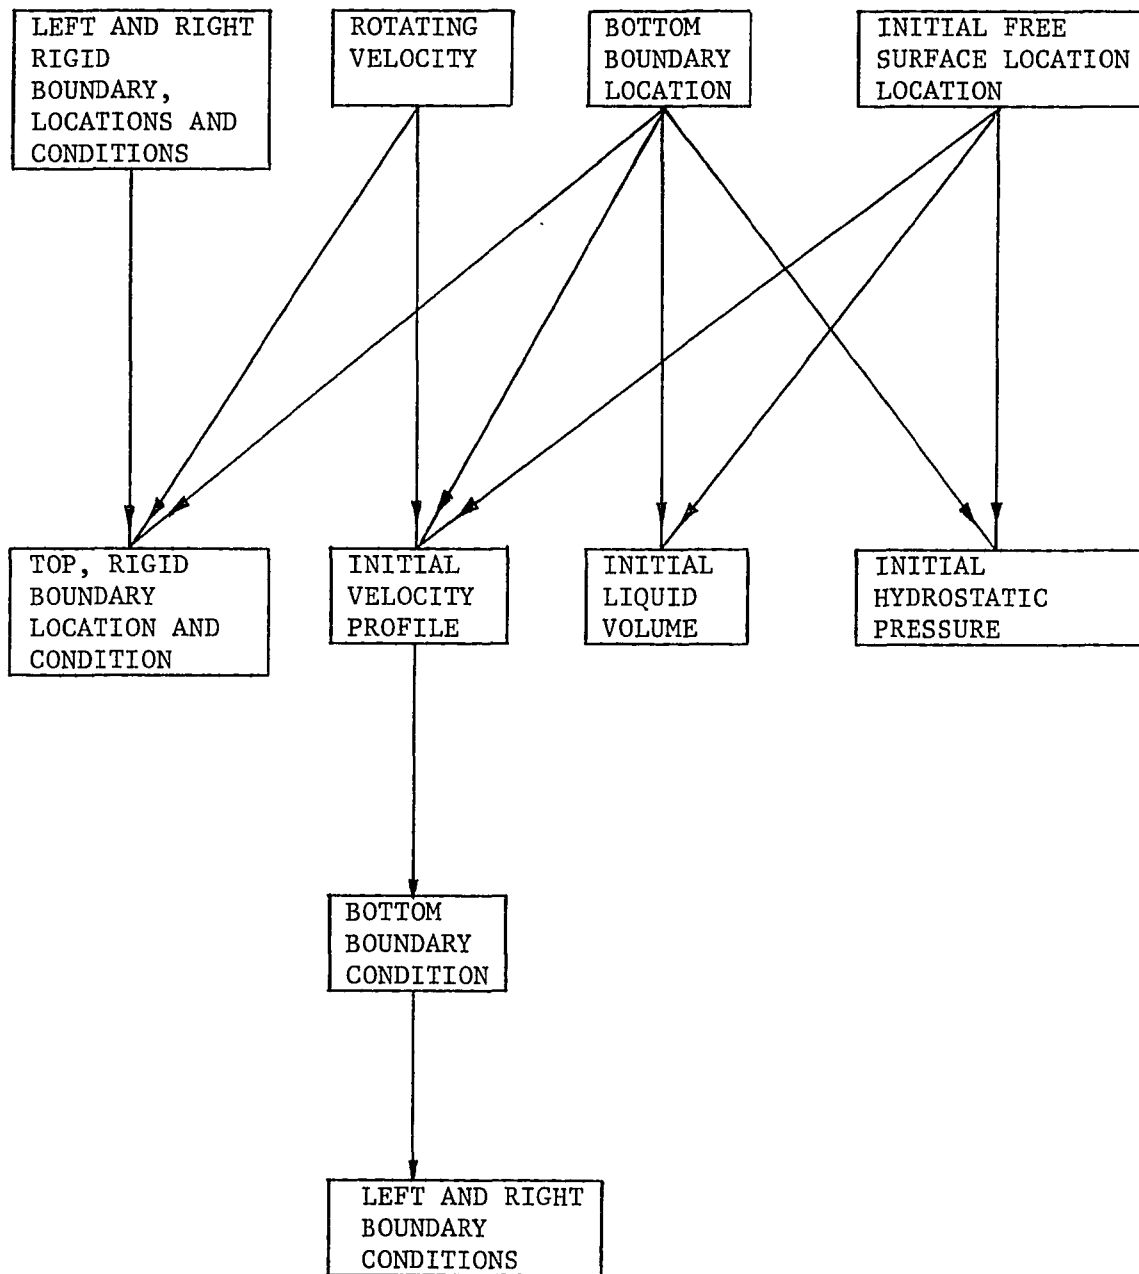 LEFT AND RIGHT
RIGID
BOUNDARY,
LOCATIONS AND
CONDITIONS
ROTATING
VELOCITY
BOTTOM
BOUNDARY
LOCATION
INITIAL FREE
SURFACE LOCATION
LOCATION
TOP, RIGID
BOUNDARY
LOCATION AND
CONDITION
INITIAL
VELOCITY
PROFILE
INITIAL
LIQUID
VOLUME
INITIAL
HYDROSTATIC
PRESSURE
BOTTOM
BOUNDARY
CONDITION
LEFT AND RIGHT
BOUNDARY
CONDITIONS